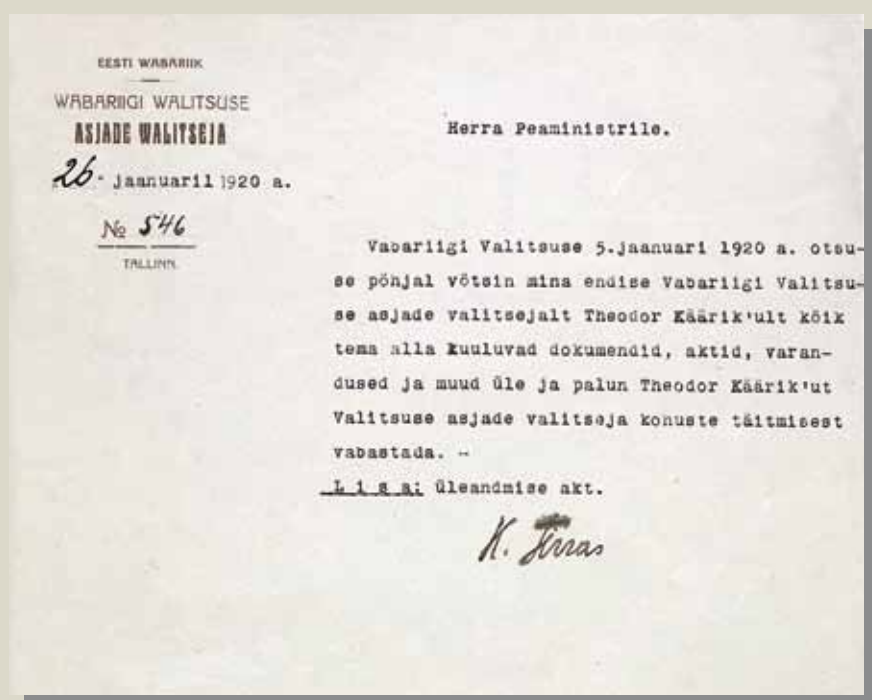 EESTI WABARIIK
WABARIIGI WALITSUSE
ASJADE WALITSEJA
26. jaanuaril 1920 a.
№ 546
TALLINN.
Herra Peaministrile.
Vabariigi Valitsuse 5.jaanuari 1920 a. otsu-
se põhjal võtsin mina endise Vabariigi Valitsu-
se asjade valitsejalt Theodor Käärik'ult kõik
tema alla kuuluvad dokumendid, aktid, varan-
dused ja muud üle ja palun Theodor Käärik'ut
Valitsuse asjade valitseja kohuste täitmisest
vabastada. -
L i s a: üleandmise akt.
K. Terras